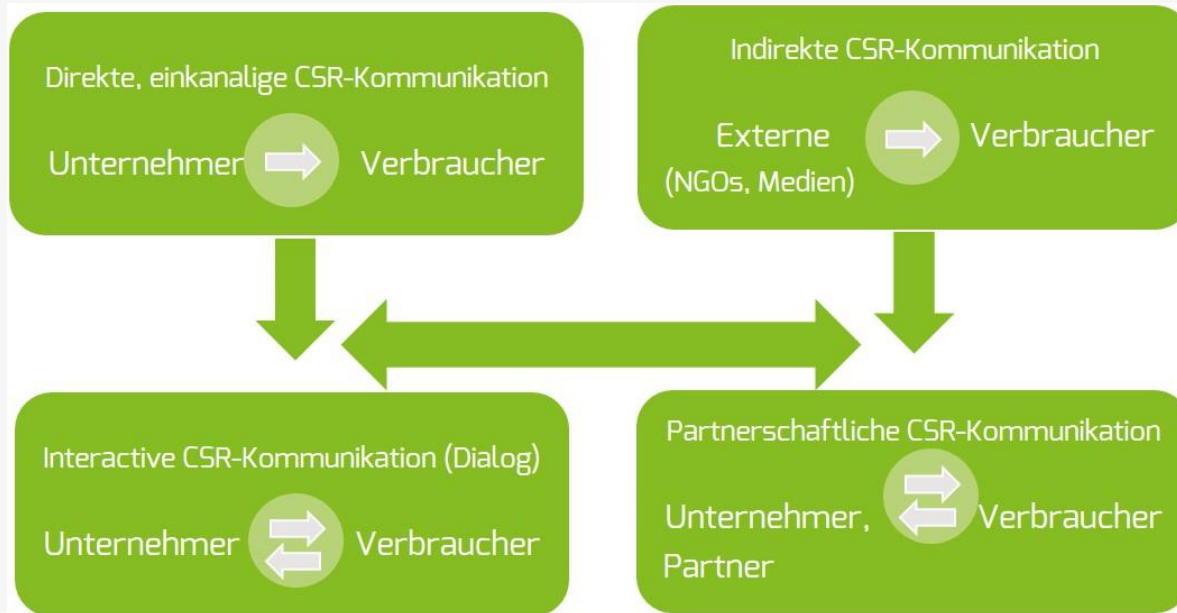 Direkte, einkanalige CSR-Kommunikation
Unternehmer Verbraucher
Indirekte CSR-Kommunikation
Externe Verbraucher
(NGOs, Medien)
Interactive CSR-Kommunikation (Dialog)
Unternehmer Verbraucher
Partnerschaftliche CSR-Kommunikation
Unternehmer, Verbraucher
Partner